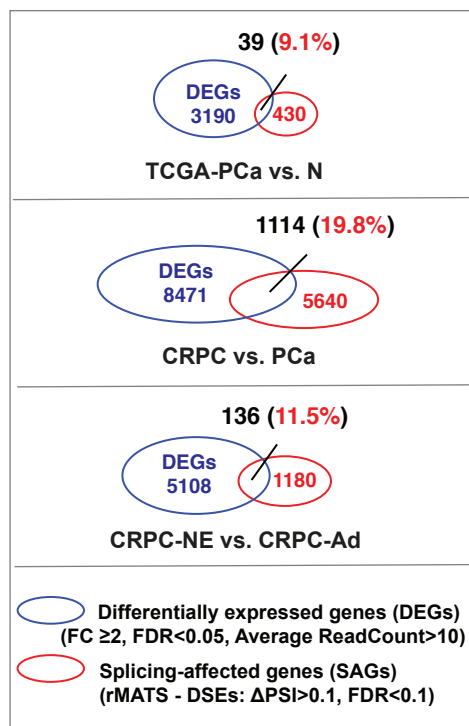 39 (9.1%)
DEGs
3190
430
TCGA-PCa vs. N
1114 (19.8%)
DEGs
8471
5640
CRPC vs. PCa
136 (11.5%)
DEGs
5108
1180
CRPC-NE vs. CRPC-Ad
Differentially expressed genes (DEGs)
(FC ≥2, FDR<0.05, Average ReadCount>10)
Splicing-affected genes (SAGs)
(rMATS - DSEs: ΔPSI>0.1, FDR<0.1)